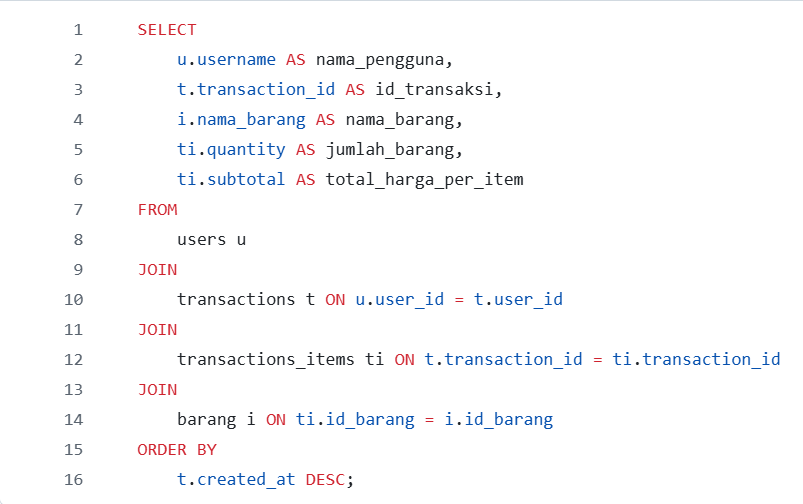 1 SELECT
2 u.username AS nama_pengguna,
3 t.transaction_id AS id_transaksi,
4 i.nama_barang AS nama_barang,
5 ti.quantity AS jumlah_barang,
6 ti.subtotal AS total_harga_per_item
7 FROM
8 users u
9 JOIN
10 transactions t ON u.user_id = t.user_id
11 JOIN
12 transactions_items ti ON t.transaction_id = ti.transaction_id
13 JOIN
14 barang i ON ti.id_barang = i.id_barang
15 ORDER BY
16 t.created_at DESC;